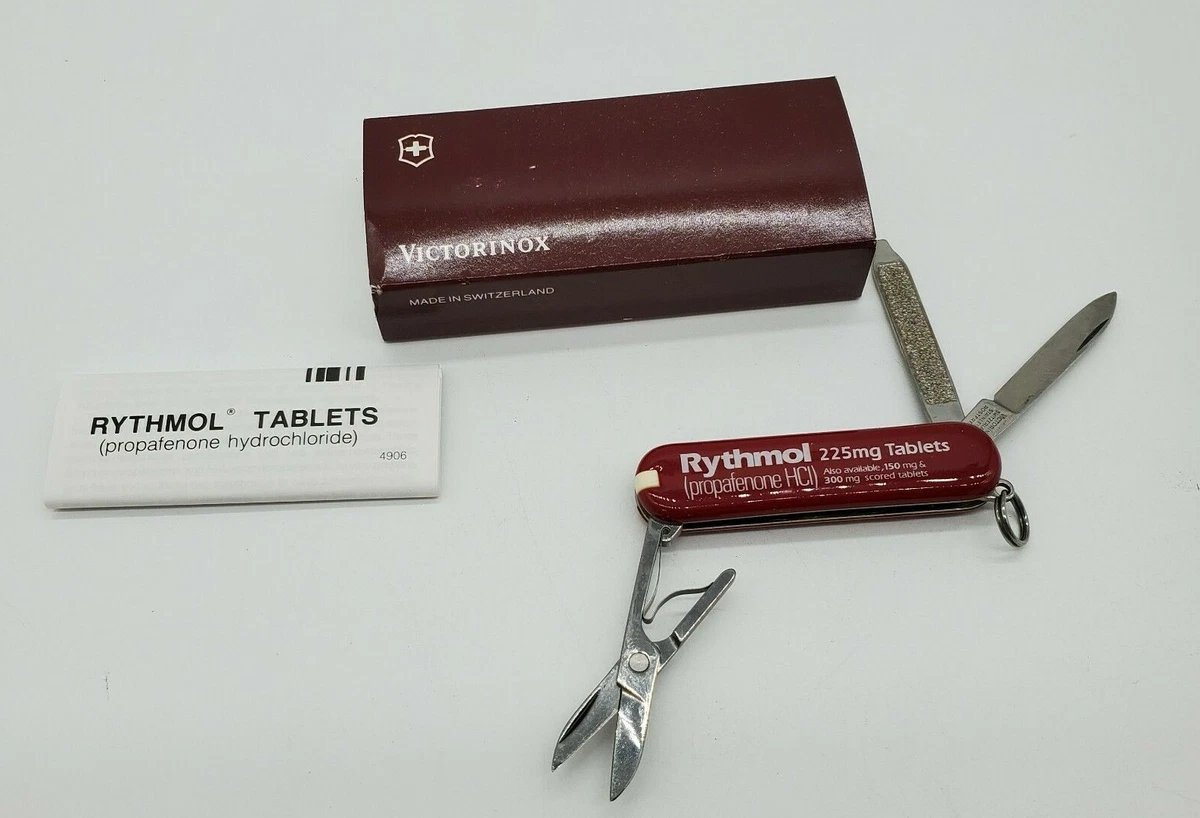 VICTORINOX
MADE IN SWITZERLAND
RYTHMOL® TABLETS
(propafenone hydrochloride)
4906
Rythmol 225mg Tablets
(propafenone HCl) Also available, 150 mg &
300 mg scored tablets